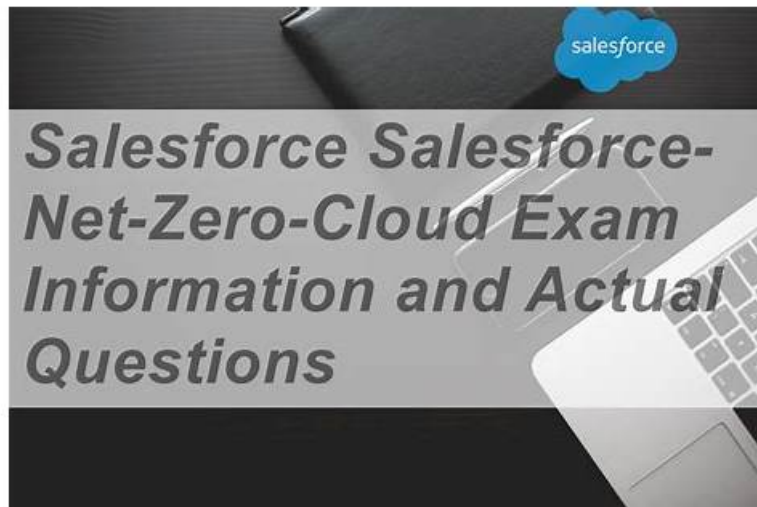 salesforce
Salesforce Salesforce-
Net-Zero-Cloud Exam
Information and Actual
Questions